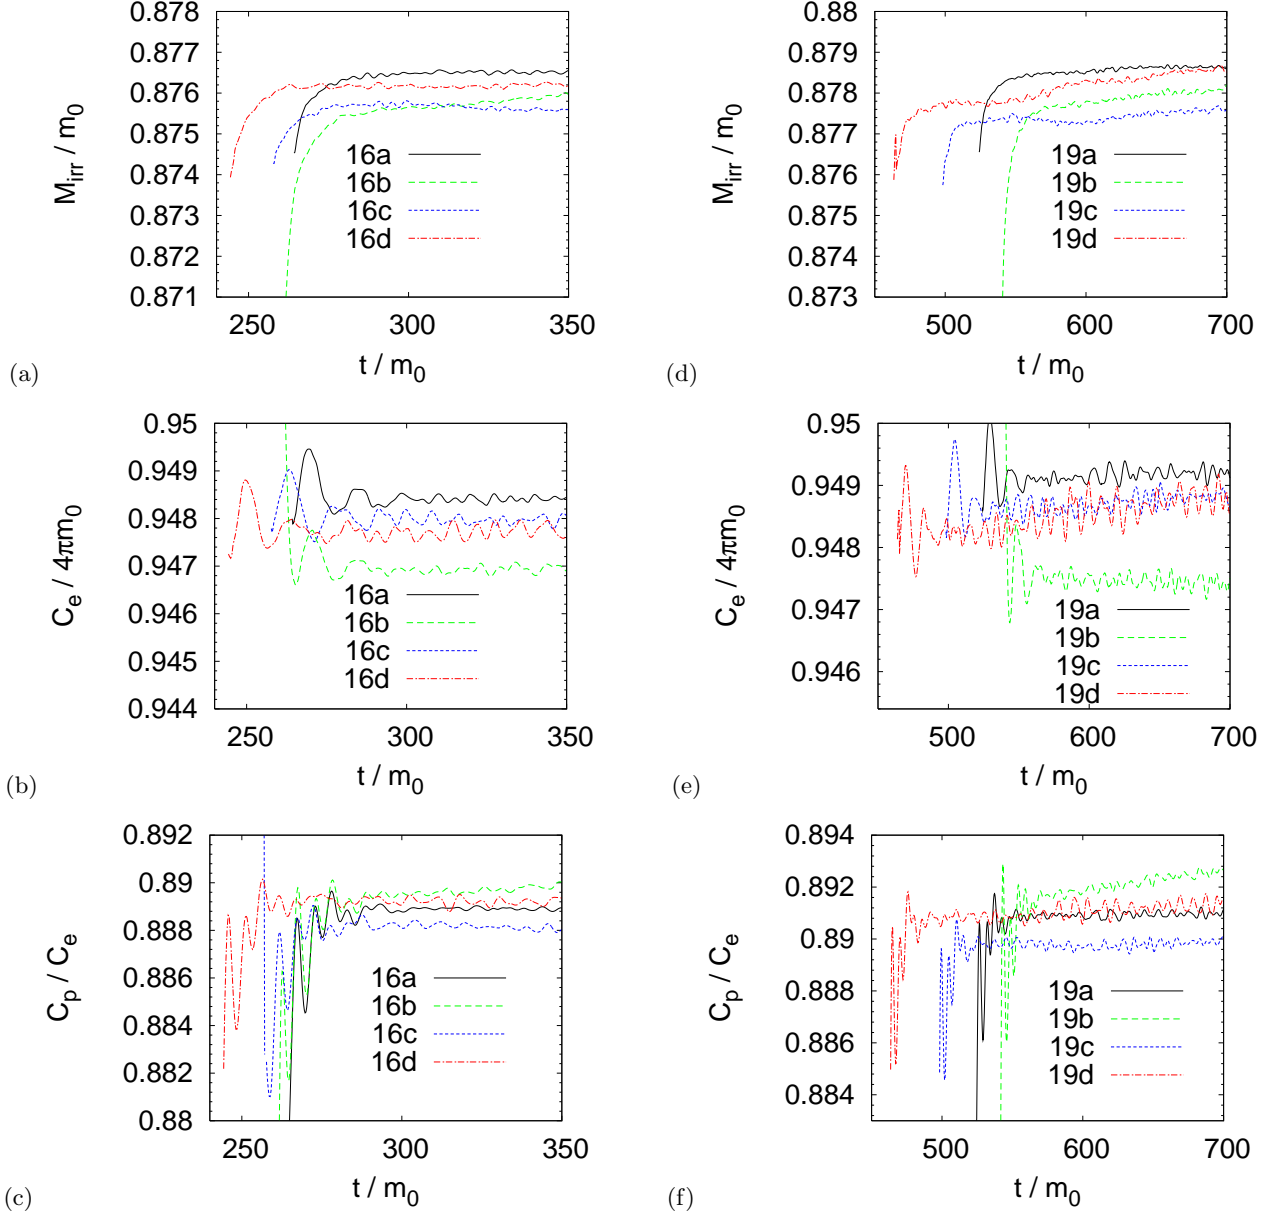 0.878
0.877
0.876
0.875
0.874
0.873
0.872
0.871
M_irr / m_0
16a
16b
16c
16d
250
300
350
t / m_0
(a)
0.88
0.879
0.878
0.877
0.876
0.875
0.874
0.873
M_irr / m_0
19a
19b
19c
19d
500
600
700
t / m_0
(d)
0.95
0.949
0.948
0.947
0.946
0.945
0.944
C_e / 4πm_0
16a
16b
16c
16d
250
300
350
t / m_0
(b)
0.95
0.949
0.948
0.947
0.946
C_e / 4πm_0
19a
19b
19c
19d
500
600
700
t / m_0
(e)
0.892
0.89
0.888
0.886
0.884
0.882
0.88
C_p / C_e
16a
16b
16c
16d
250
300
350
t / m_0
(c)
0.894
0.892
0.89
0.888
0.886
0.884
C_p / C_e
19a
19b
19c
19d
500
600
700
t / m_0
(f)